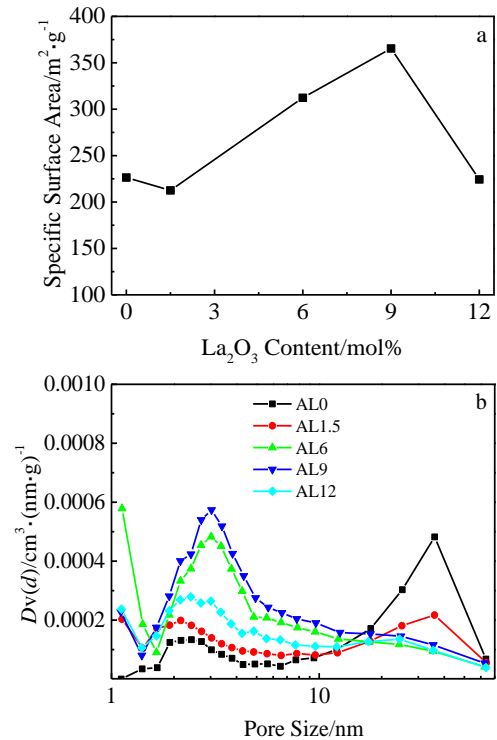 400
a
350
300
250
200
150
100
Specific Surface Area/m²·g⁻¹
0 3 6 9 12
La₂O₃ Content/mol%
0.0010
b
0.0008
0.0006
0.0004
0.0002
Dv(d)/cm³·(nm·g)⁻¹
AL0
AL1.5
AL6
AL9
AL12
1 10
Pore Size/nm